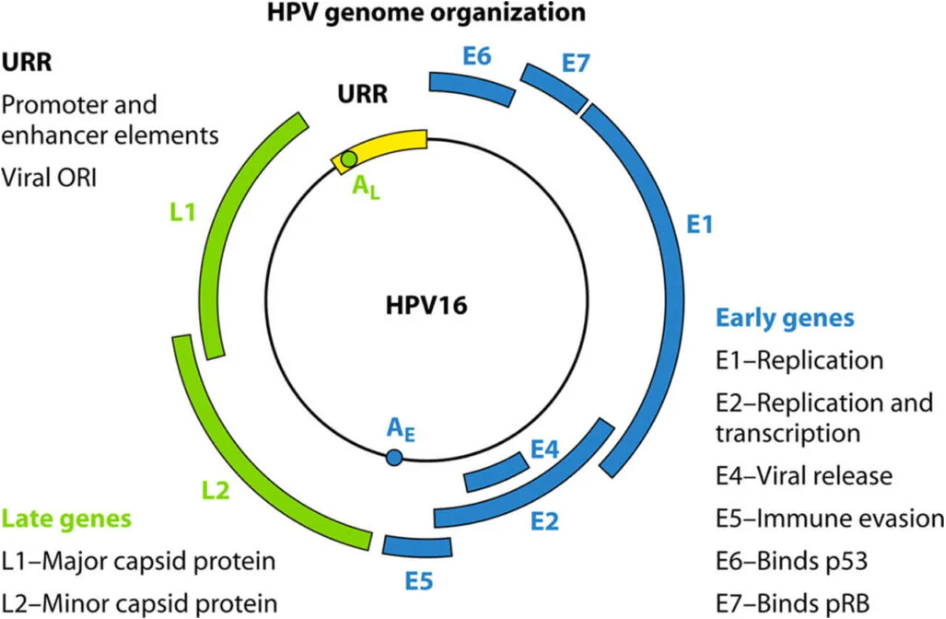 HPV genome organization
URR
Promoter and
enhancer elements
Viral ORI
URR
E6
E7
A_L
L1
E1
HPV16
Early genes
E1–Replication
E2–Replication and
transcription
E4–Viral release
E5–Immune evasion
E6–Binds p53
E7–Binds pRB
A_E
E4
L2
E2
E5
Late genes
L1–Major capsid protein
L2–Minor capsid protein